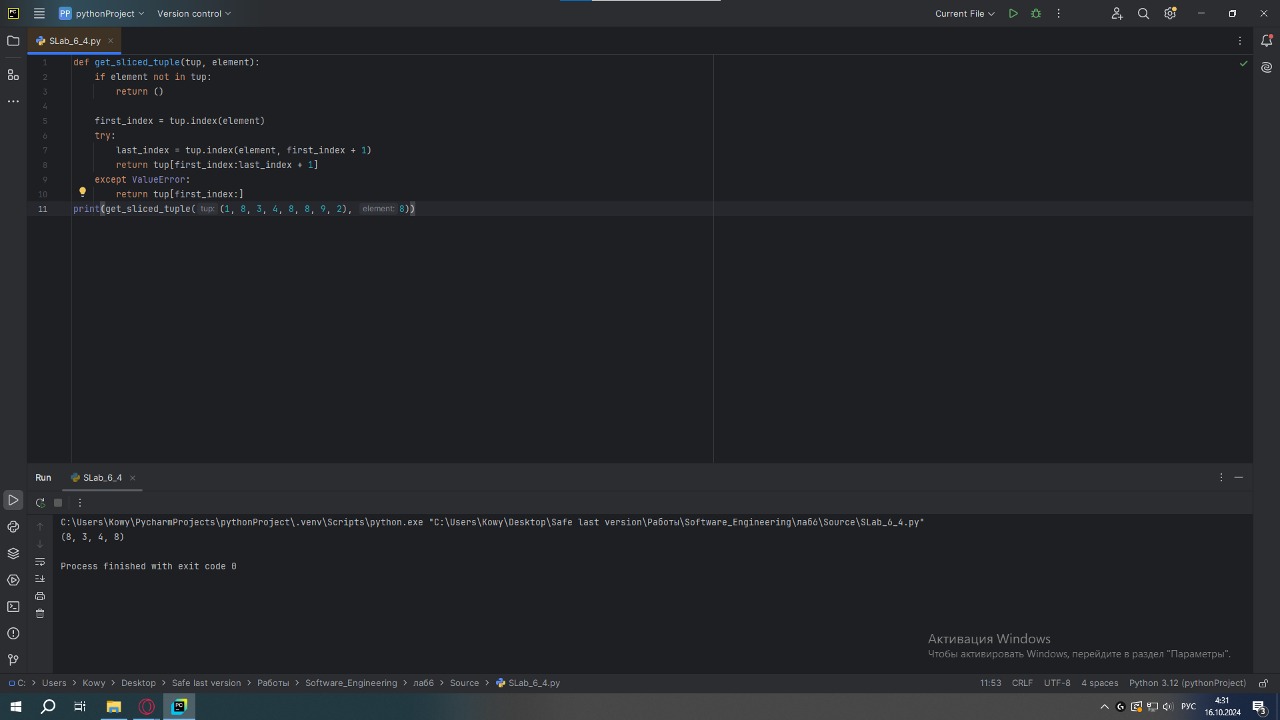 PC PP pythonProject Version control Current File
SLab_6_4.py
1 def get_sliced_tuple(tup, element):
2 if element not in tup:
3 return ()
4
5 first_index = tup.index(element)
6 try:
7 last_index = tup.index(element, first_index + 1)
8 return tup[first_index:last_index + 1]
9 except ValueError:
10 return tup[first_index:]
11 print(get_sliced_tuple( tup: (1, 8, 3, 4, 8, 8, 9, 2), element: 8))
Run SLab_6_4
C:\Users\Kowy\PycharmProjects\pythonProject\.venv\Scripts\python.exe "C:\Users\Kowy\Desktop\Safe last version\Работы\Software_Engineering\лаб6\Source\SLab_6_4.py"
(8, 3, 4, 8)
Process finished with exit code 0
Активация Windows
Чтобы активировать Windows, перейдите в раздел "Параметры".
C: Users Kowy Desktop Safe last version Работы Software_Engineering лаб6 Source SLab_6_4.py 11:53 CRLF UTF-8 4 spaces Python 3.12 (pythonProject)
PC РУС 4:31
16.10.2024 3